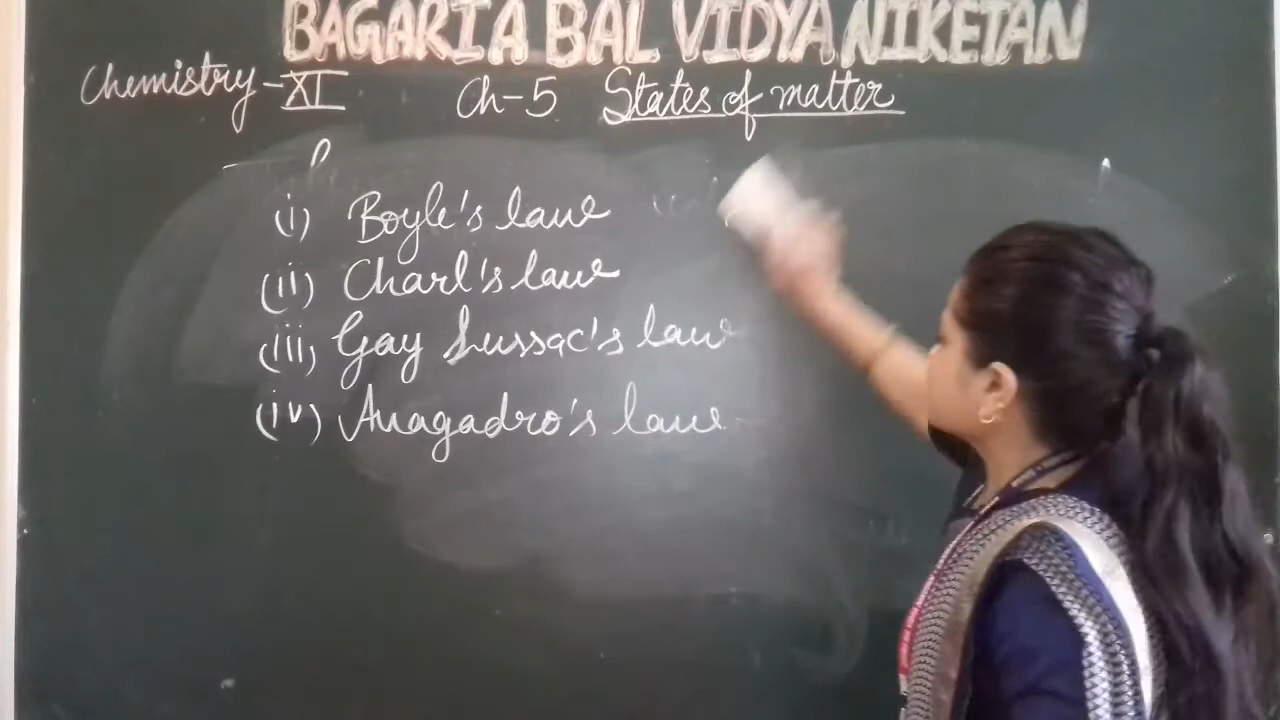 BAGARIA BAL VIDYA NIKETAN
Chemistry-XI Ch-5 States of matter
(i) Boyle's law
(ii) Charl's law
(iii) Gay Lussac's law
(iv) Avagadro's law